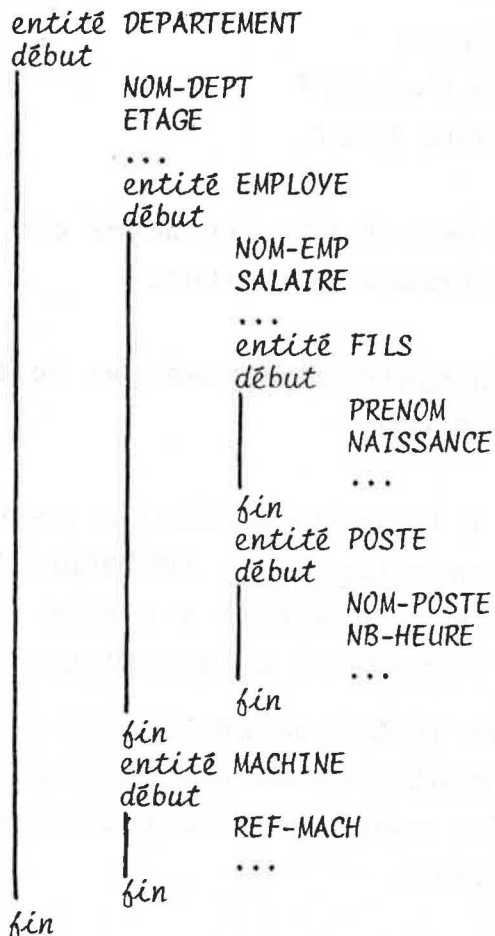 entité DEPARTEMENT
début
NOM-DEPT
ETAGE
...
entité EMPLOYE
début
NOM-EMP
SALAIRE
...
entité FILS
début
PRENOM
NAISSANCE
...
fin
entité POSTE
début
NOM-POSTE
NB-HEURE
...
fin
fin
entité MACHINE
début
REF-MACH
...
fin
fin